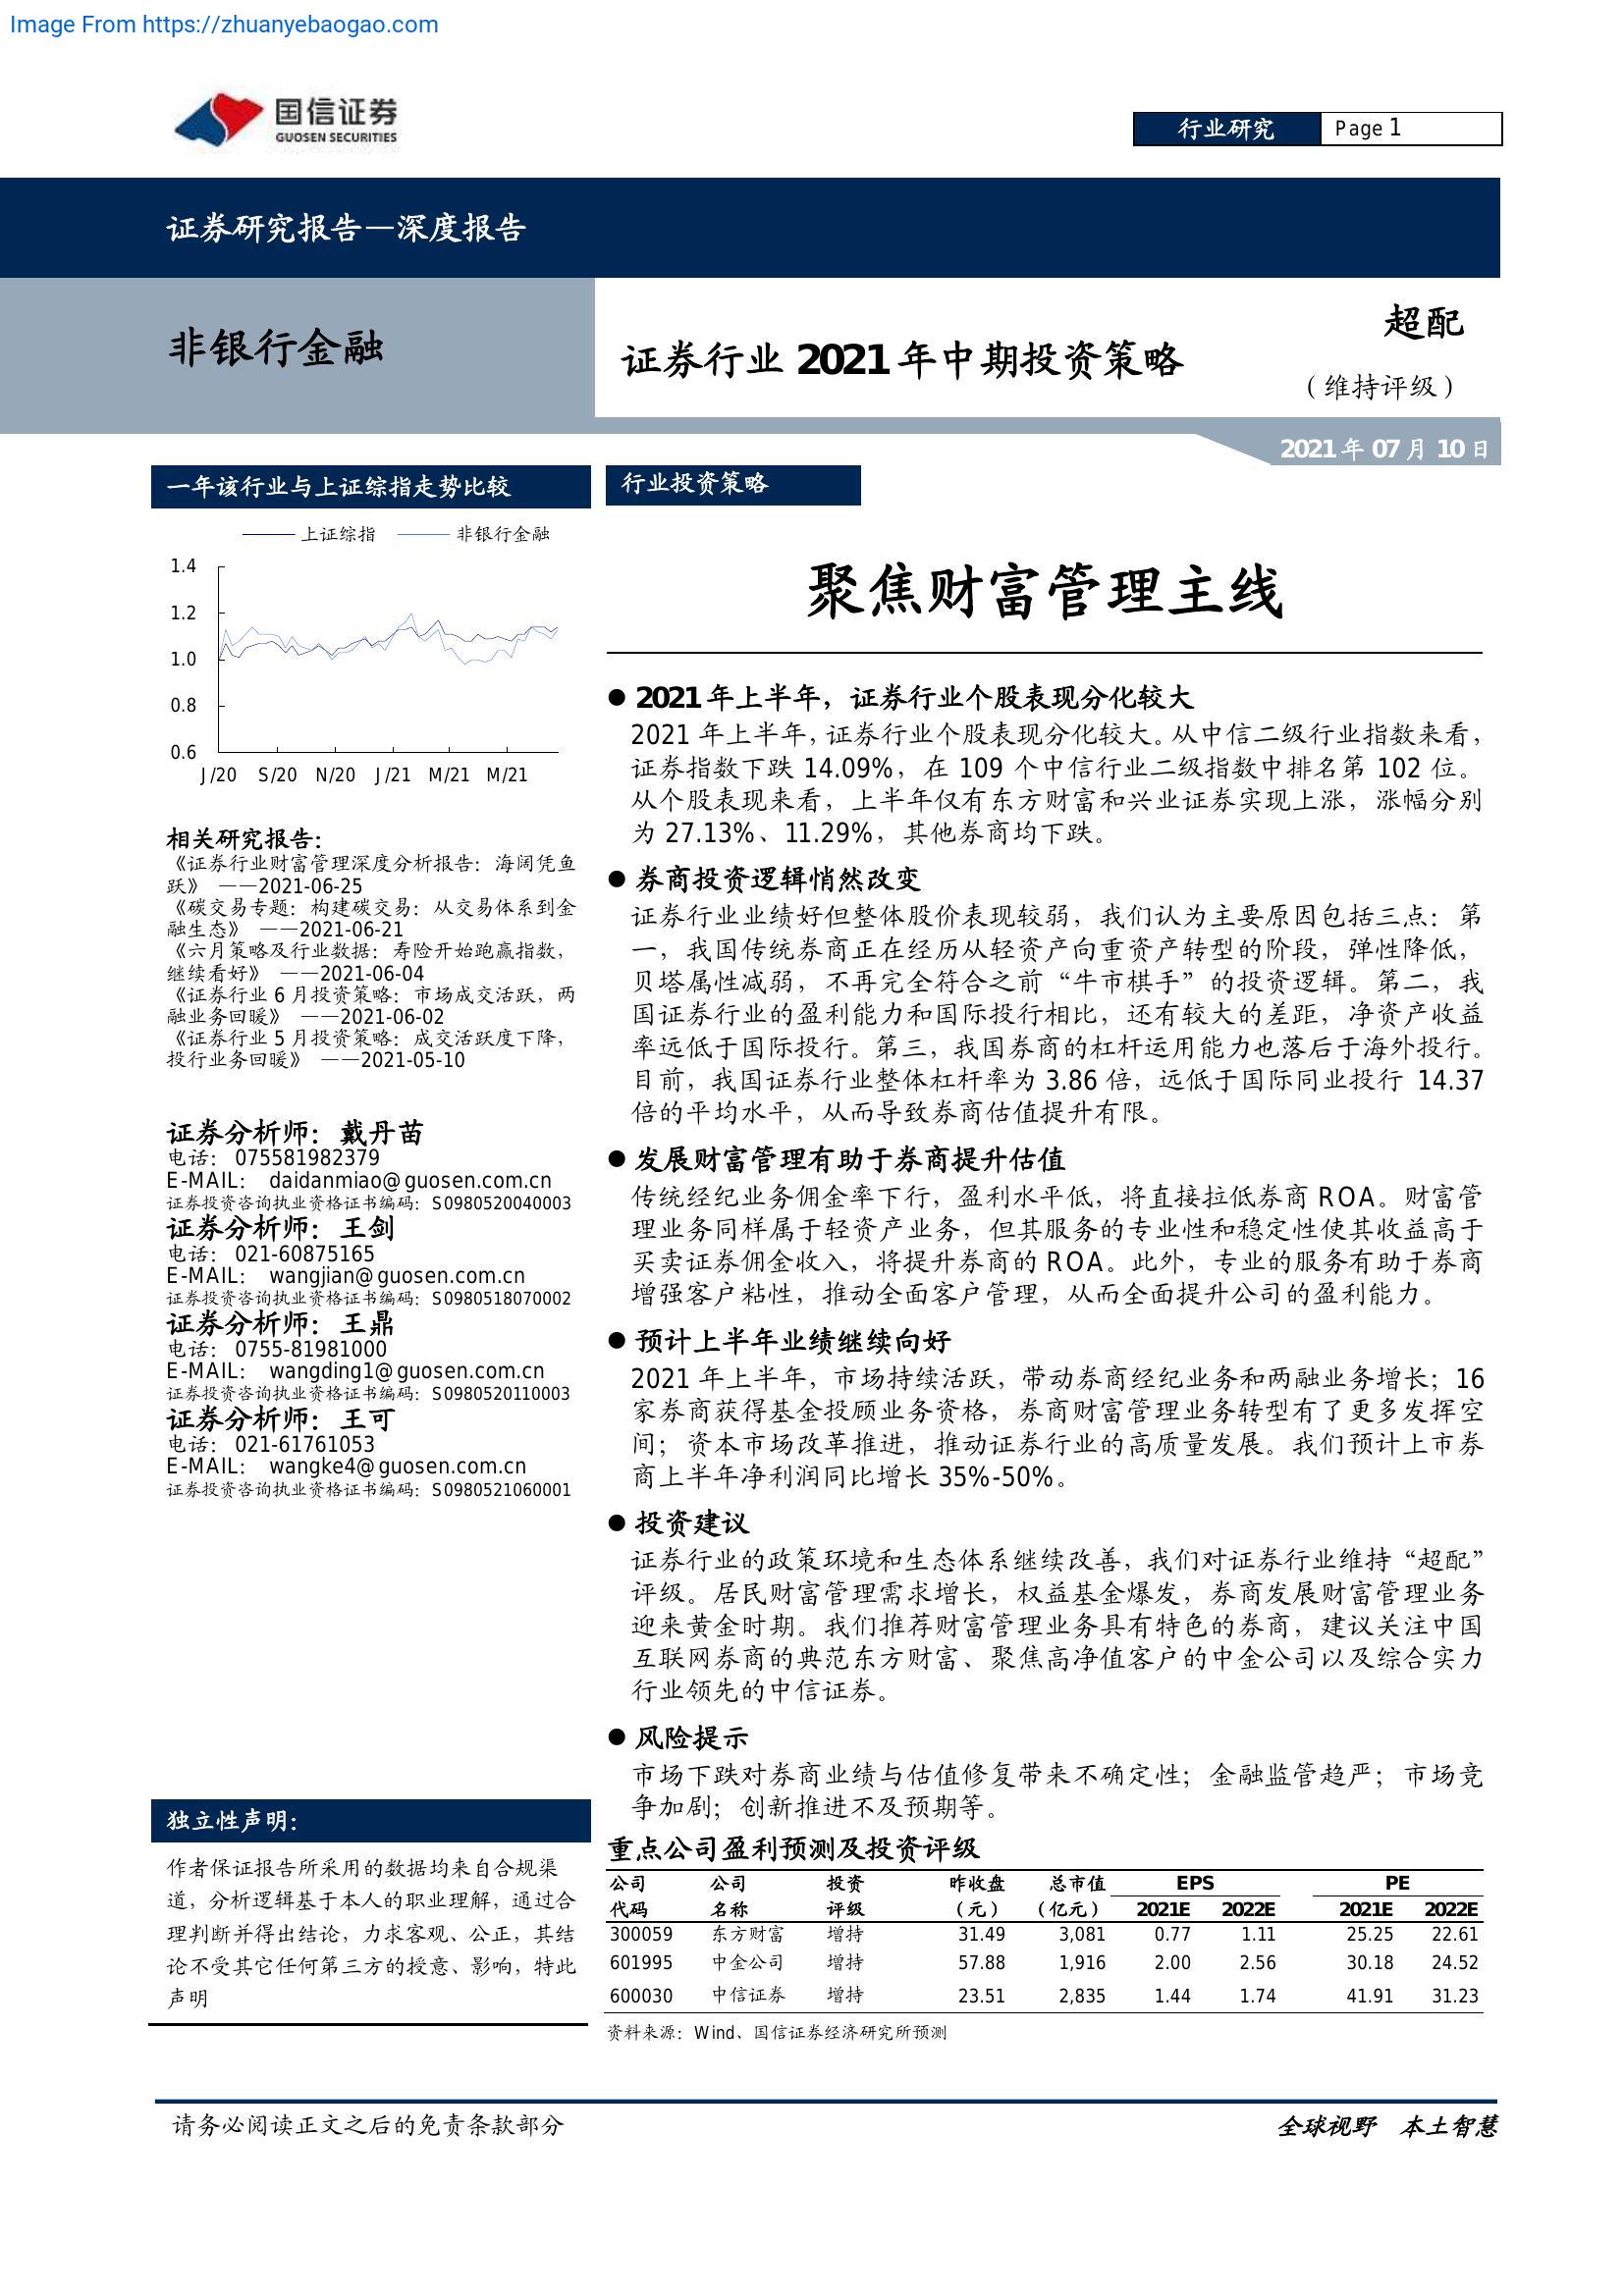 Image From https://zhuanyebaogao.com
国信证券
GUOSEN SECURITIES
行业研究
Page 1
证券研究报告—深度报告
非银行金融
证券行业 2021 年中期投资策略
超配
（维持评级）
2021 年 07 月 10 日
一年该行业与上证综指走势比较
上证综指 非银行金融
1.4
1.2
1.0
0.8
0.6
J/20 S/20 N/20 J/21 M/21 M/21
相关研究报告：
《证券行业财富管理深度分析报告：海阔凭鱼
跃》 ——2021-06-25
《碳交易专题：构建碳交易：从交易体系到金
融生态》 ——2021-06-21
《六月策略及行业数据：寿险开始跑赢指数，
继续看好》 ——2021-06-04
《证券行业 6 月投资策略：市场成交活跃，两
融业务回暖》 ——2021-06-02
《证券行业 5 月投资策略：成交活跃度下降，
投行业务回暖》 ——2021-05-10
证券分析师：戴丹苗
电话： 075581982379
E-MAIL： daidanmiao@guosen.com.cn
证券投资咨询执业资格证书编码：S0980520040003
证券分析师：王剑
电话： 021-60875165
E-MAIL： wangjian@guosen.com.cn
证券投资咨询执业资格证书编码：S0980518070002
证券分析师：王鼎
电话： 0755-81981000
E-MAIL： wangding1@guosen.com.cn
证券投资咨询执业资格证书编码：S0980520110003
证券分析师：王可
电话： 021-61761053
E-MAIL： wangke4@guosen.com.cn
证券投资咨询执业资格证书编码：S0980521060001
独立性声明：
作者保证报告所采用的数据均来自合规渠
道，分析逻辑基于本人的职业理解，通过合
理判断并得出结论，力求客观、公正，其结
论不受其它任何第三方的授意、影响，特此
声明
行业投资策略
聚焦财富管理主线
● 2021 年上半年，证券行业个股表现分化较大
2021 年上半年，证券行业个股表现分化较大。从中信二级行业指数来看，
证券指数下跌 14.09%，在 109 个中信行业二级指数中排名第 102 位。
从个股表现来看，上半年仅有东方财富和兴业证券实现上涨，涨幅分别
为 27.13%、11.29%，其他券商均下跌。
● 券商投资逻辑悄然改变
证券行业业绩好但整体股价表现较弱，我们认为主要原因包括三点：第
一，我国传统券商正在经历从轻资产向重资产转型的阶段，弹性降低，
贝塔属性减弱，不再完全符合之前“牛市棋手”的投资逻辑。第二，我
国证券行业的盈利能力和国际投行相比，还有较大的差距，净资产收益
率远低于国际投行。第三，我国券商的杠杆运用能力也落后于海外投行。
目前，我国证券行业整体杠杆率为 3.86 倍，远低于国际同业投行 14.37
倍的平均水平，从而导致券商估值提升有限。
● 发展财富管理有助于券商提升估值
传统经纪业务佣金率下行，盈利水平低，将直接拉低券商 ROA。财富管
理业务同样属于轻资产业务，但其服务的专业性和稳定性使其收益高于
买卖证券佣金收入，将提升券商的 ROA。此外，专业的服务有助于券商
增强客户粘性，推动全面客户管理，从而全面提升公司的盈利能力。
● 预计上半年业绩继续向好
2021 年上半年，市场持续活跃，带动券商经纪业务和两融业务增长；16
家券商获得基金投顾业务资格，券商财富管理业务转型有了更多发挥空
间；资本市场改革推进，推动证券行业的高质量发展。我们预计上市券
商上半年净利润同比增长 35%-50%。
● 投资建议
证券行业的政策环境和生态体系继续改善，我们对证券行业维持“超配”
评级。居民财富管理需求增长，权益基金爆发，券商发展财富管理业务
迎来黄金时期。我们推荐财富管理业务具有特色的券商，建议关注中国
互联网券商的典范东方财富、聚焦高净值客户的中金公司以及综合实力
行业领先的中信证券。
● 风险提示
市场下跌对券商业绩与估值修复带来不确定性；金融监管趋严；市场竞
争加剧；创新推进不及预期等。
重点公司盈利预测及投资评级
公司 公司 投资 昨收盘 总市值 EPS PE
代码 名称 评级 （元） （亿元） 2021E 2022E 2021E 2022E
300059 东方财富 增持 31.49 3,081 0.77 1.11 25.25 22.61
601995 中金公司 增持 57.88 1,916 2.00 2.56 30.18 24.52
600030 中信证券 增持 23.51 2,835 1.44 1.74 41.91 31.23
资料来源：Wind、国信证券经济研究所预测
请务必阅读正文之后的免责条款部分
全球视野 本土智慧